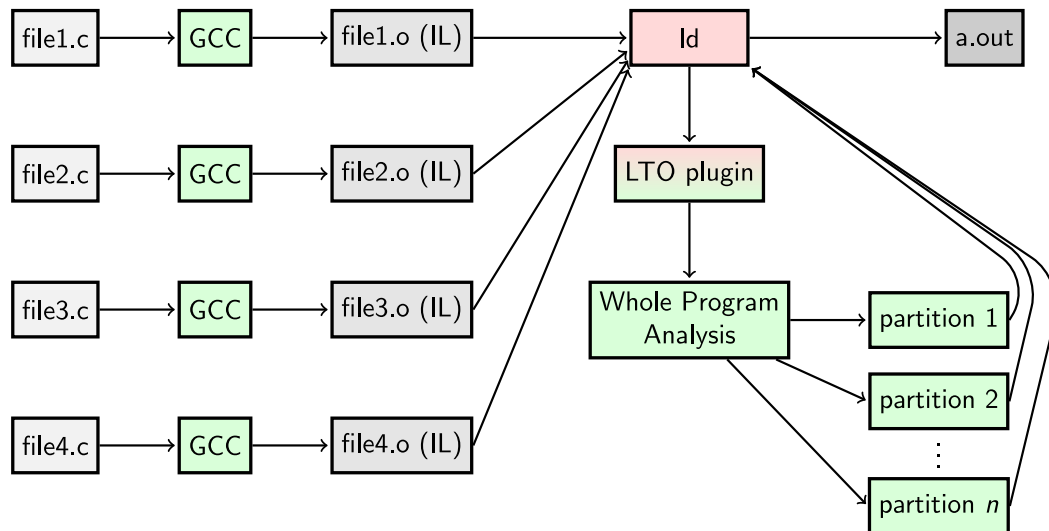 file1.c GCC file1.o (IL) ld a.out
file2.c GCC file2.o (IL) LTO plugin
file3.c GCC file3.o (IL) Whole Program
Analysis
partition 1
partition 2
⋮
file4.c GCC file4.o (IL)
partition n